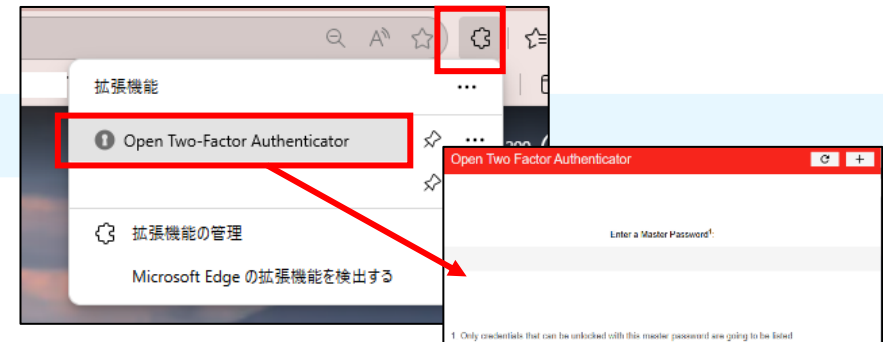 拡張機能
Open Two-Factor Authenticator
拡張機能の管理
Microsoft Edge の拡張機能を検出する
Open Two Factor Authenticator
Enter a Master Password¹:
1 Only credentials that can be unlocked with this master password are going to be listed